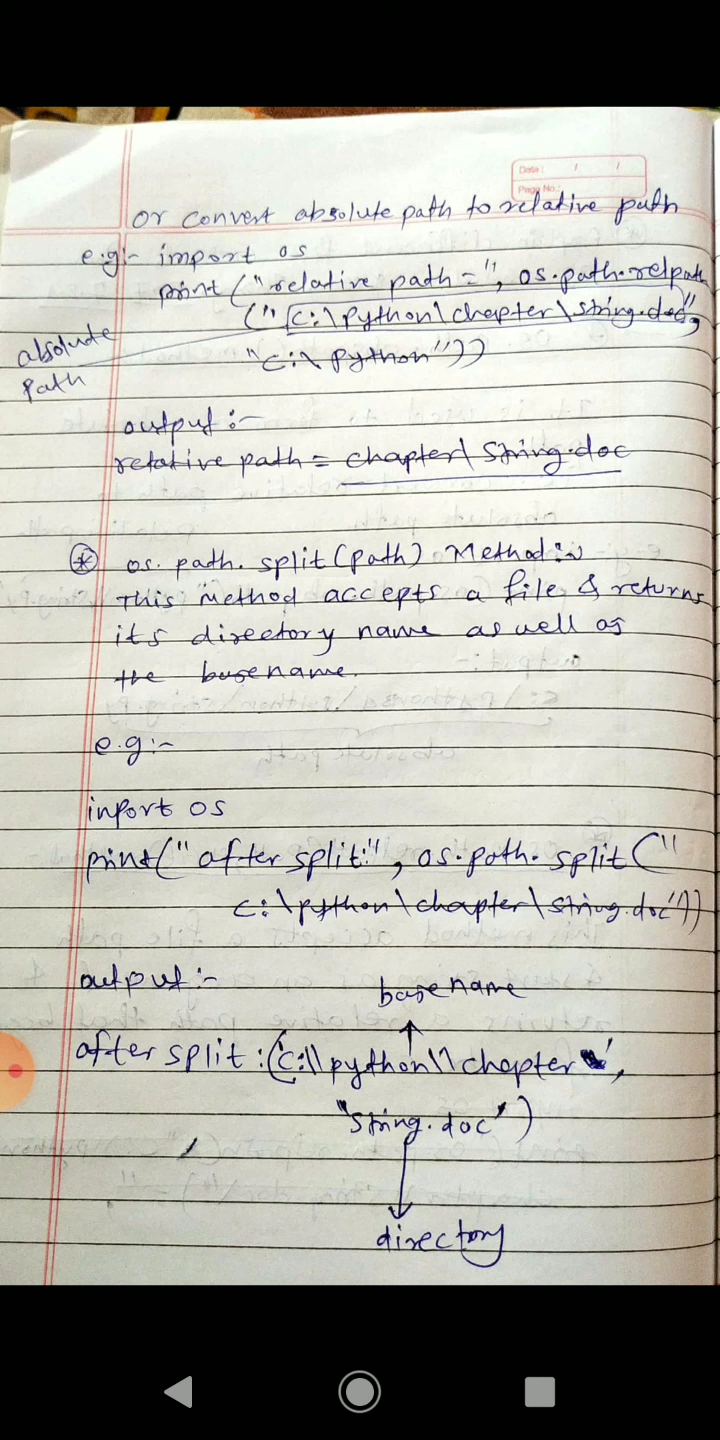 Date: / /
Page No.:
or convert absolute path to relative path
e.g:- import os
print ("relative path =", os.path.relpath
("c:\python\chapter\string.doc",
absolute
path
"c:\python"))
output:-
relative path = chapter\string.doc
* os.path.split(path) Method:~
This method accepts a file & returns
its directory name as well as
the basename.
e.g:-
inport os
print("after split:", os.path.split("
c:\python\chapter\string.doc"))
output:-
basename
after split:('c:\\python\\chapter',
"string.doc')
directory